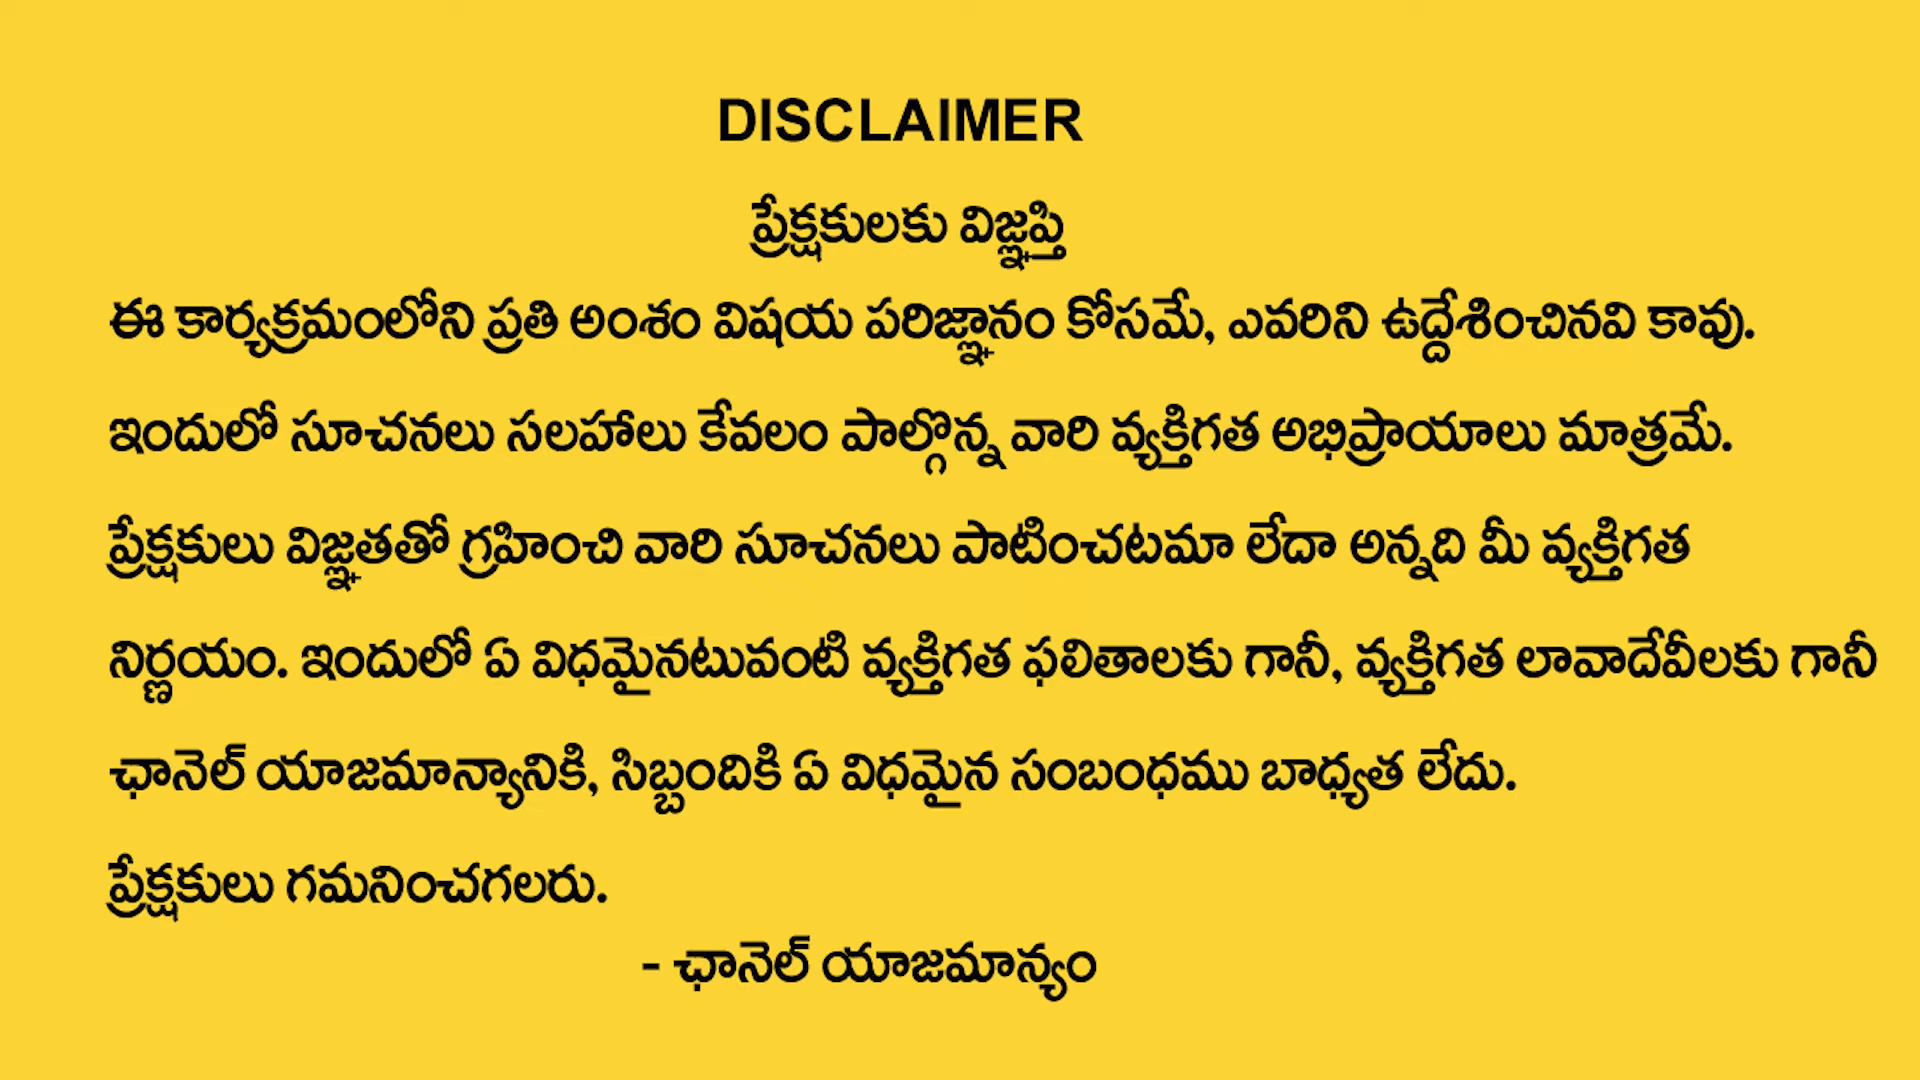 DISCLAIMER
ప్రేక్షకులకు విజ్ఞప్తి
ఈ కార్యక్రమంలోని ప్రతి అంశం విషయ పరిజ్ఞానం కోసమే, ఎవరిని ఉద్దేశించినవి కావు.
ఇందులో సూచనలు సలహాలు కేవలం పాల్గొన్న వారి వ్యక్తిగత అభిప్రాయాలు మాత్రమే.
ప్రేక్షకులు విజ్ఞతతో గ్రహించి వారి సూచనలు పాటించటమా లేదా అన్నది మీ వ్యక్తిగత
నిర్ణయం. ఇందులో ఏ విధమైనటువంటి వ్యక్తిగత ఫలితాలకు గానీ, వ్యక్తిగత లావాదేవీలకు గానీ
ఛానెల్ యాజమాన్యానికి, సిబ్బందికి ఏ విధమైన సంబంధము బాధ్యత లేదు.
ప్రేక్షకులు గమనించగలరు.
- ఛానెల్ యాజమాన్యం